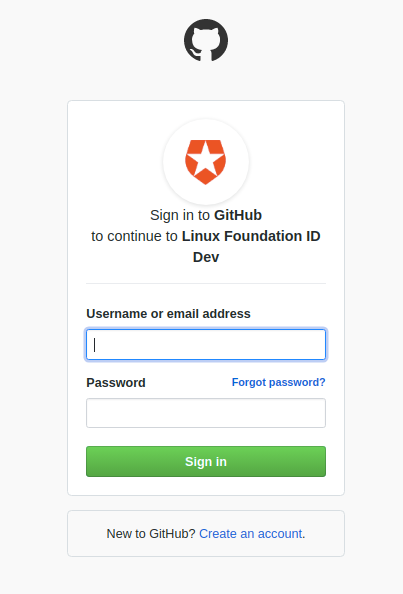 Sign in to GitHub
to continue to Linux Foundation ID
Dev
Username or email address
Password Forgot password?
Sign in
New to GitHub? Create an account.